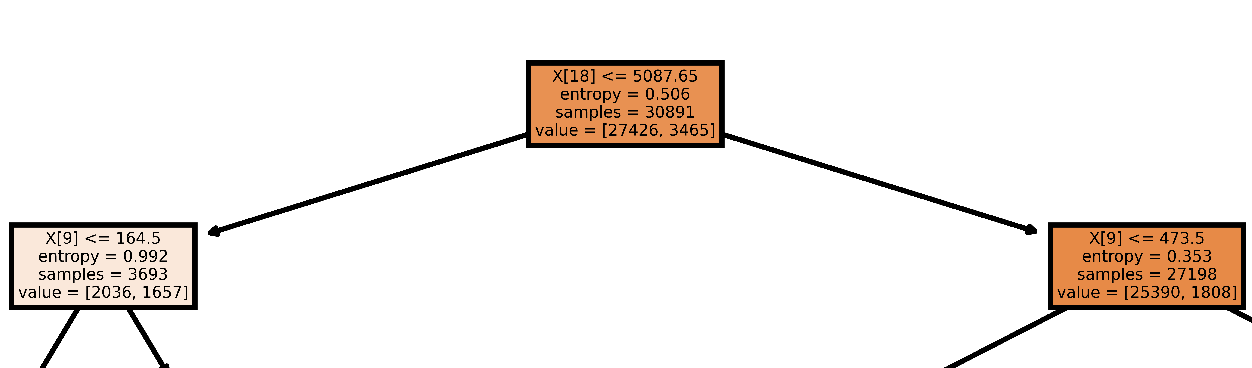 X[18] <= 5087.65
entropy = 0.506
samples = 30891
value = [27426, 3465]
X[9] <= 164.5
entropy = 0.992
samples = 3693
value = [2036, 1657]
X[9] <= 473.5
entropy = 0.353
samples = 27198
value = [25390, 1808]